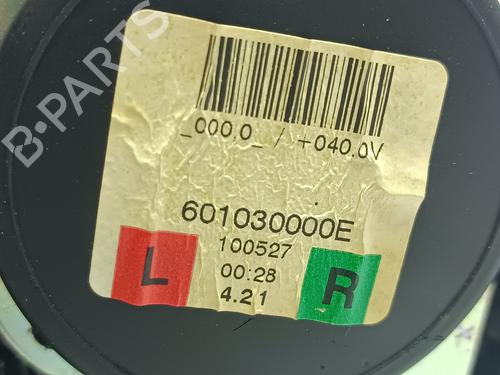 B-PARTS
_000.0_ / +040.0V
601030000E
100527
00:28
4.21
L
R